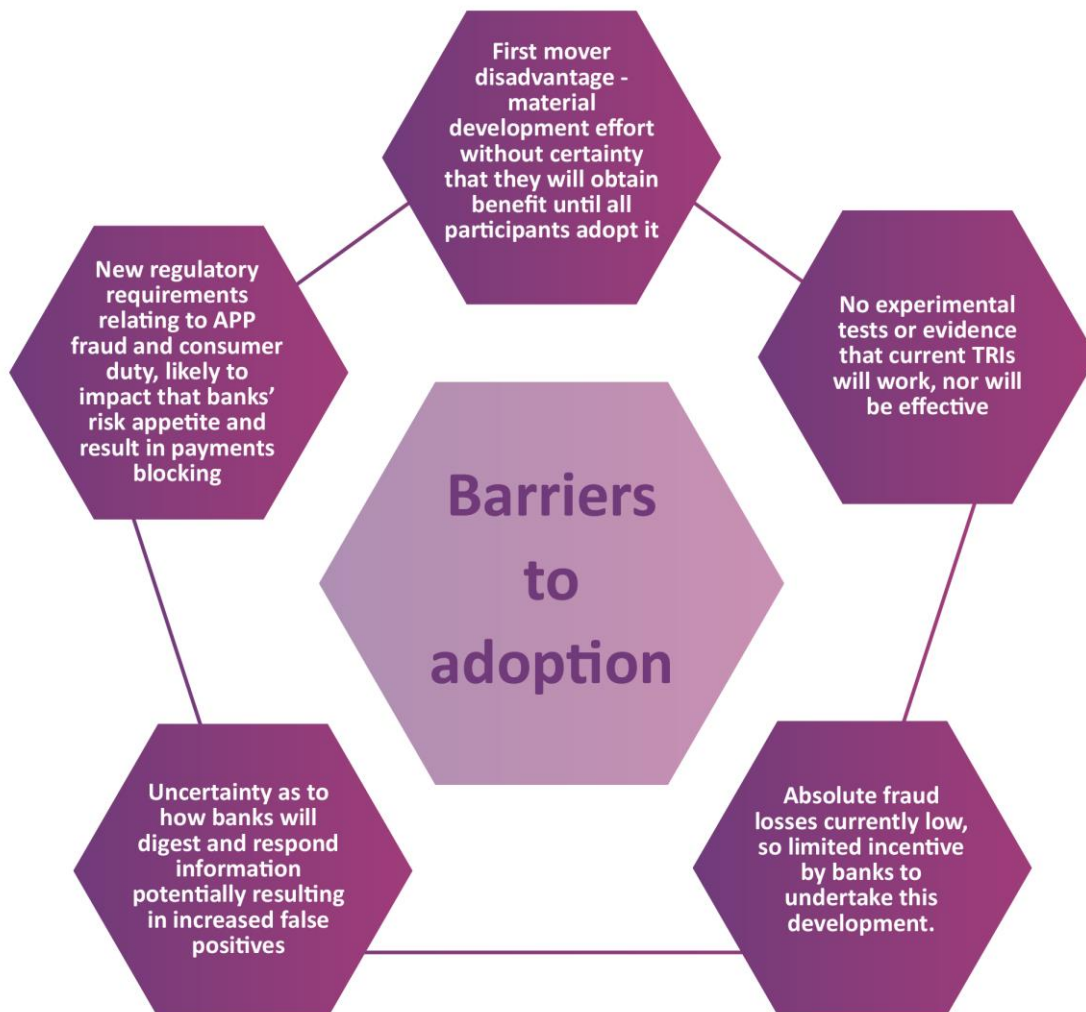 First mover
disadvantage -
material
development effort
without certainty
that they will obtain
benefit until all
participants adopt it
No experimental
tests or evidence
that current TRIs
will work, nor will
be effective
Absolute fraud
losses currently low,
so limited incentive
by banks to
undertake this
development.
Uncertainty as to
how banks will
digest and respond
information
potentially resulting
in increased false
positives
New regulatory
requirements
relating to APP
fraud and consumer
duty, likely to
impact that banks’
risk appetite and
result in payments
blocking
Barriers
to
adoption